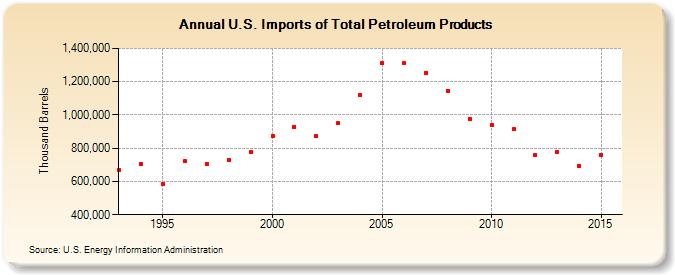 Annual U.S. Imports of Total Petroleum Products
Thousand Barrels
1,400,000
1,200,000
1,000,000
800,000
600,000
400,000
1995 2000 2005 2010 2015
Source: U.S. Energy Information Administration